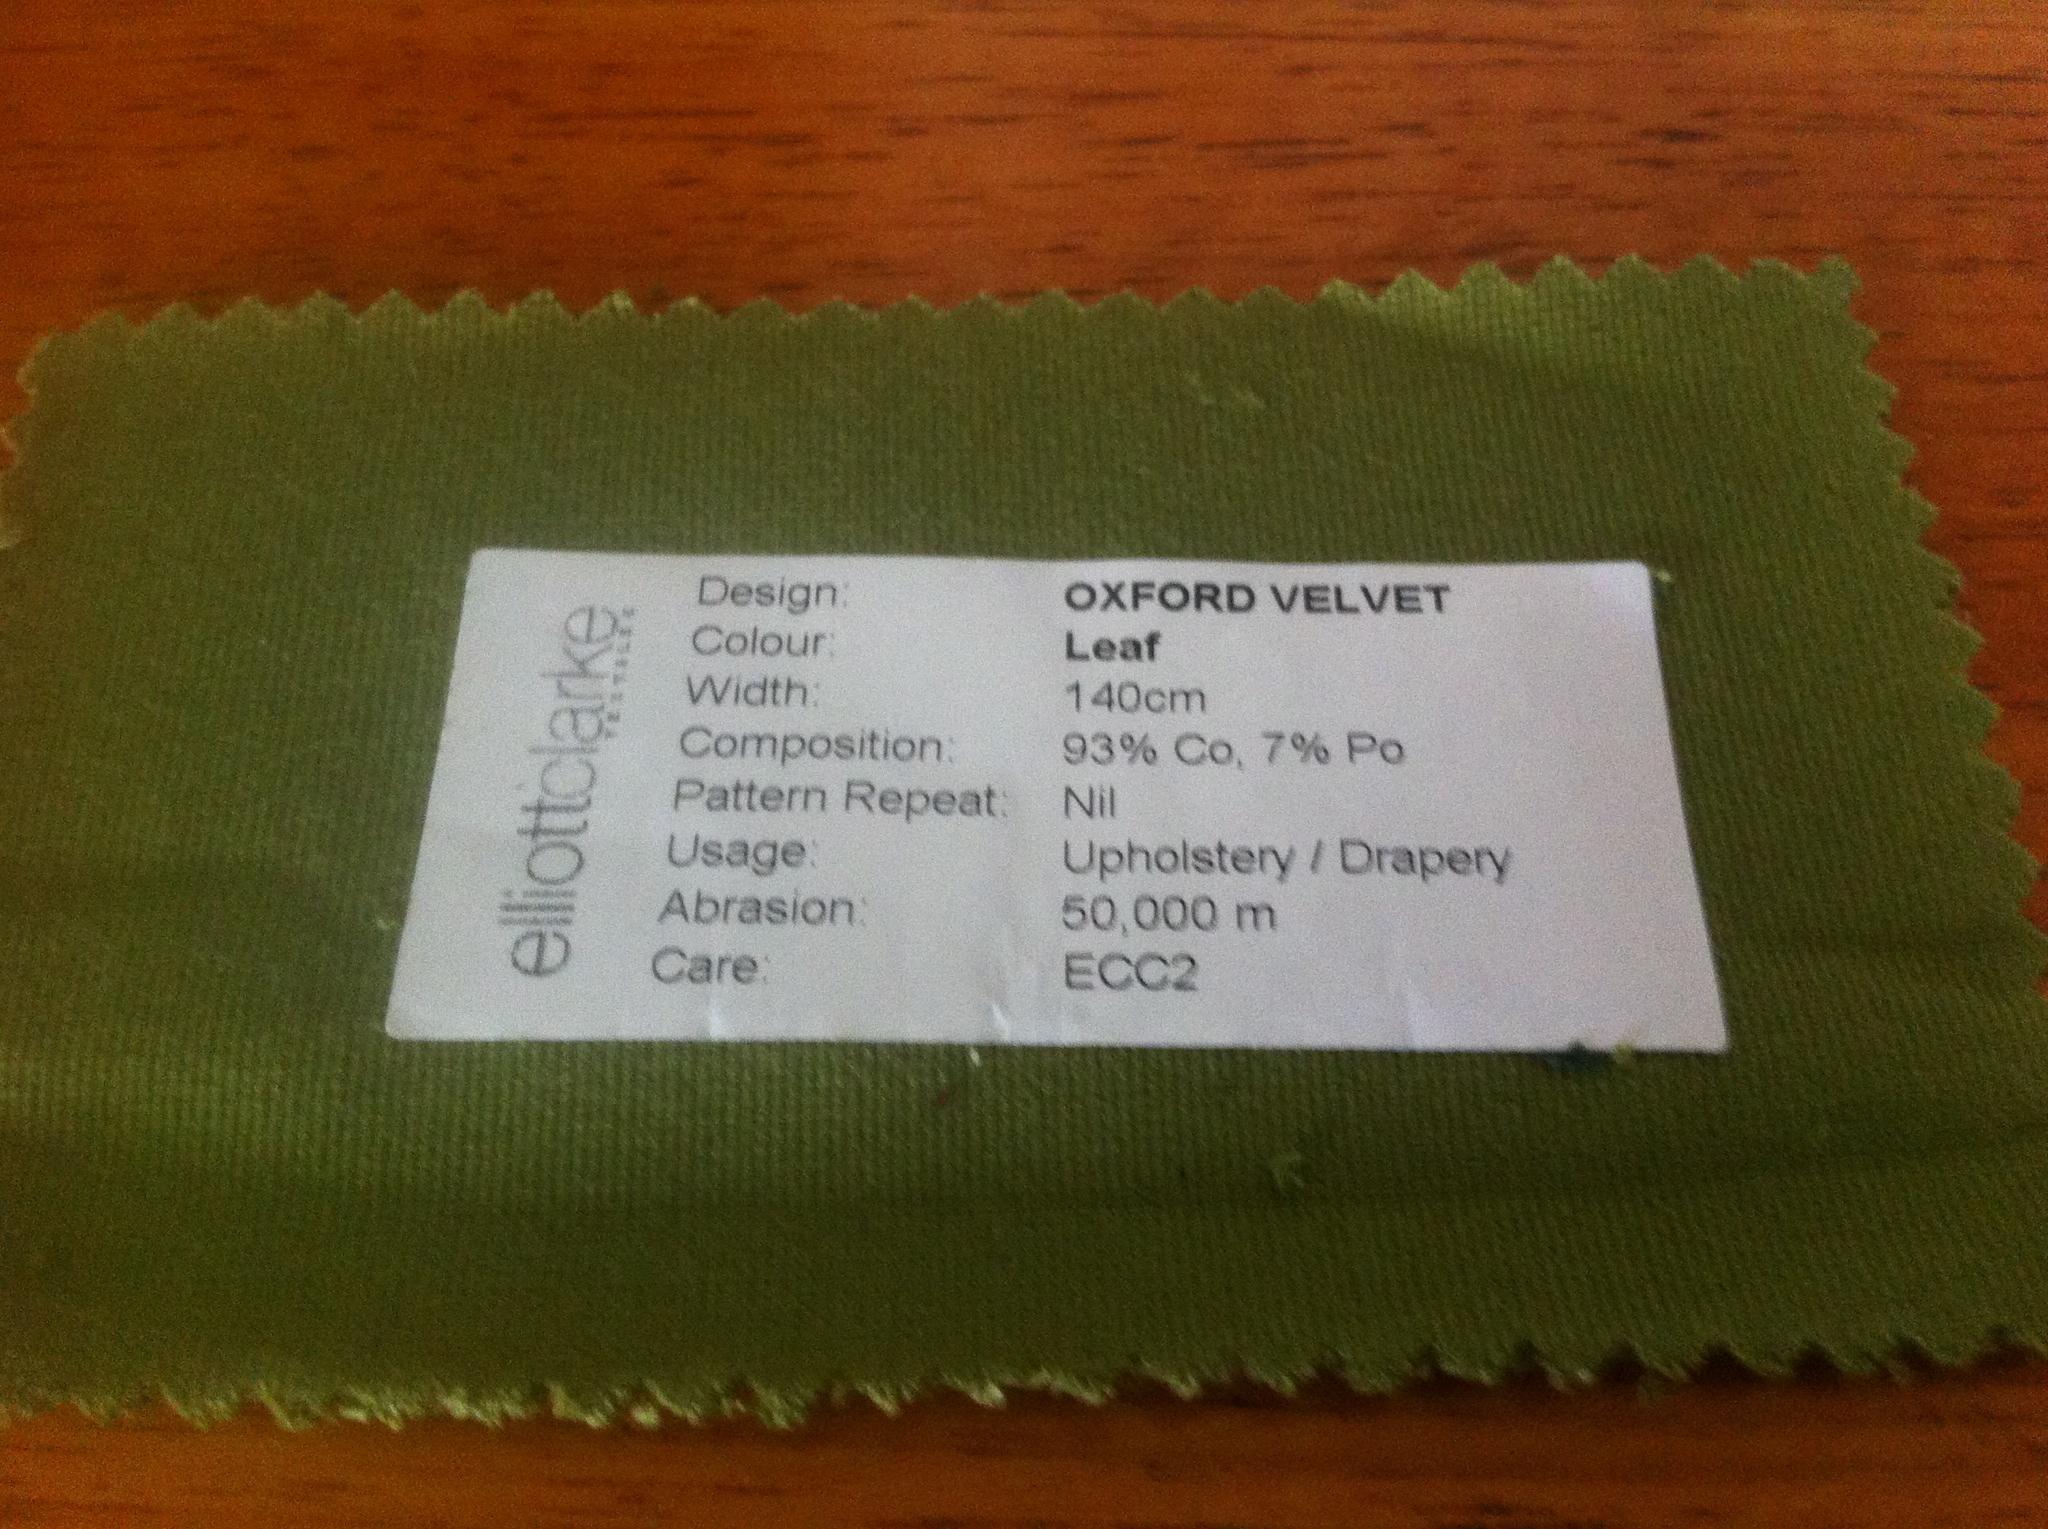 elliottclarke
TEXTILES
Design: OXFORD VELVET
Colour: Leaf
Width: 140cm
Composition: 93% Co, 7% Po
Pattern Repeat: Nil
Usage: Upholstery / Drapery
Abrasion: 50,000 m
Care: ECC2